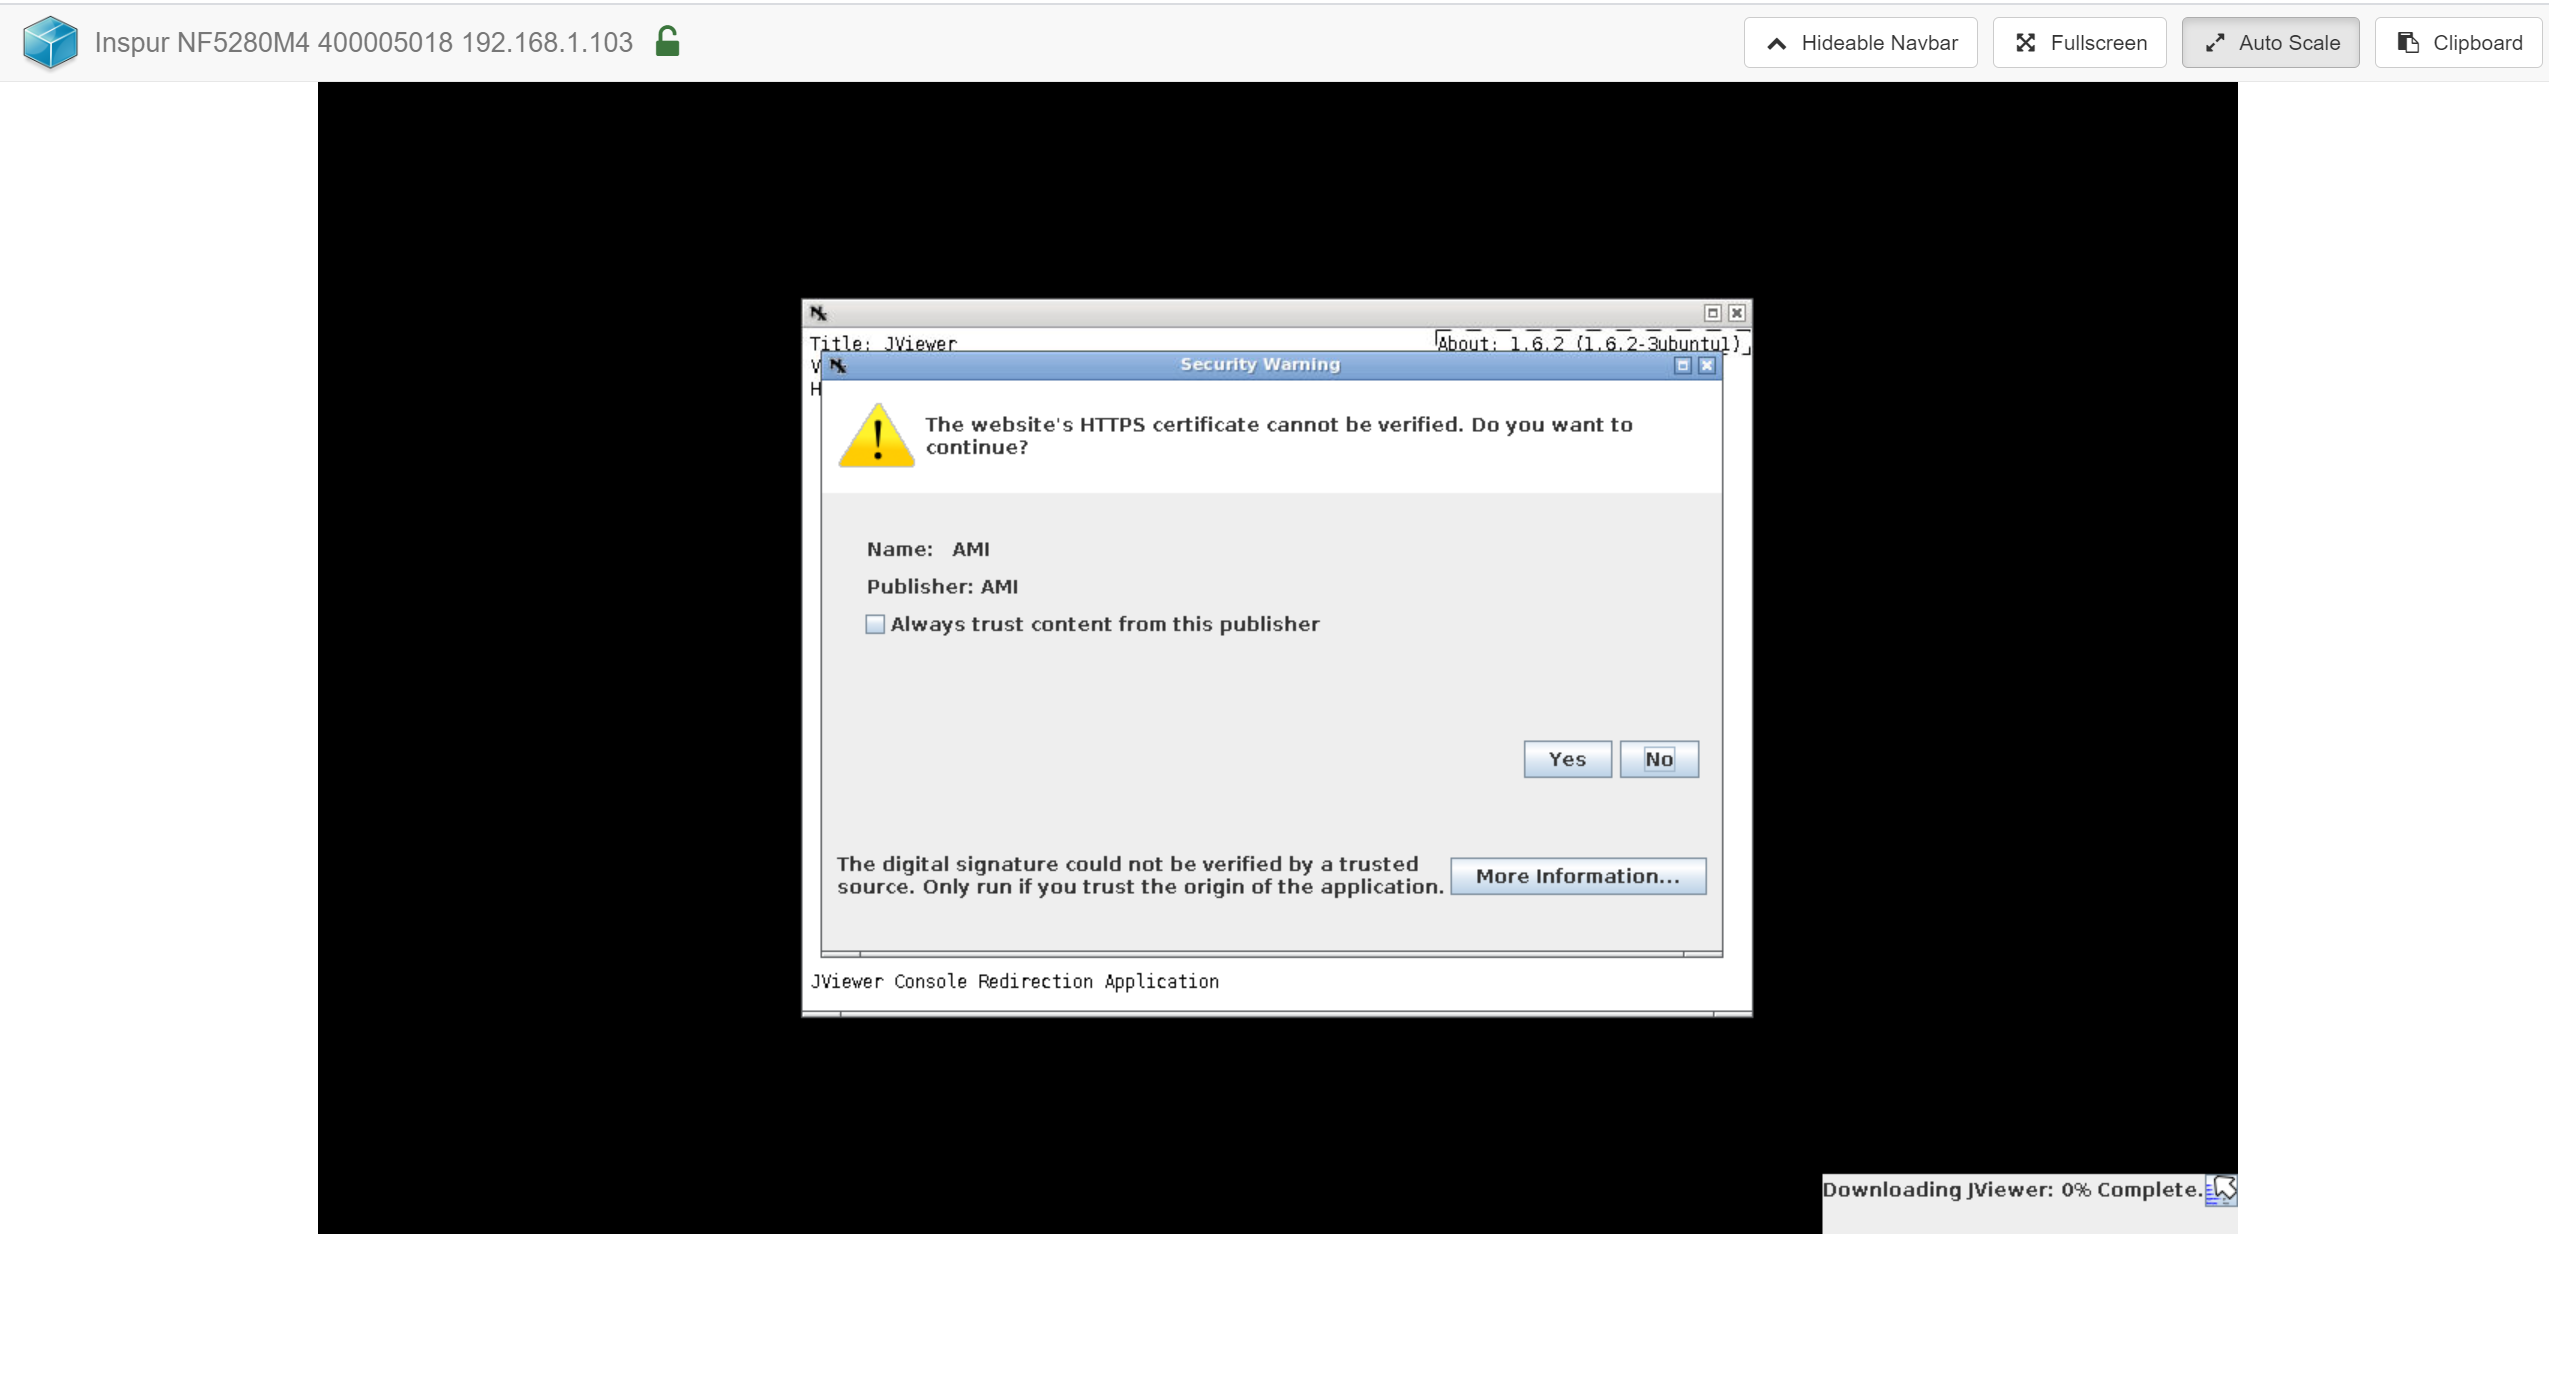 Inspur NF5280M4 400005018 192.168.1.103
Hideable Navbar
Fullscreen
Auto Scale
Clipboard
Title: JViewer
About: 1.6.2 (1.6.2-3ubuntu1)
V
H
Security Warning
The website's HTTPS certificate cannot be verified. Do you want to
continue?
Name: AMI
Publisher: AMI
Always trust content from this publisher
Yes
No
The digital signature could not be verified by a trusted
source. Only run if you trust the origin of the application.
More Information...
JViewer Console Redirection Application
Downloading JViewer: 0% Complete.